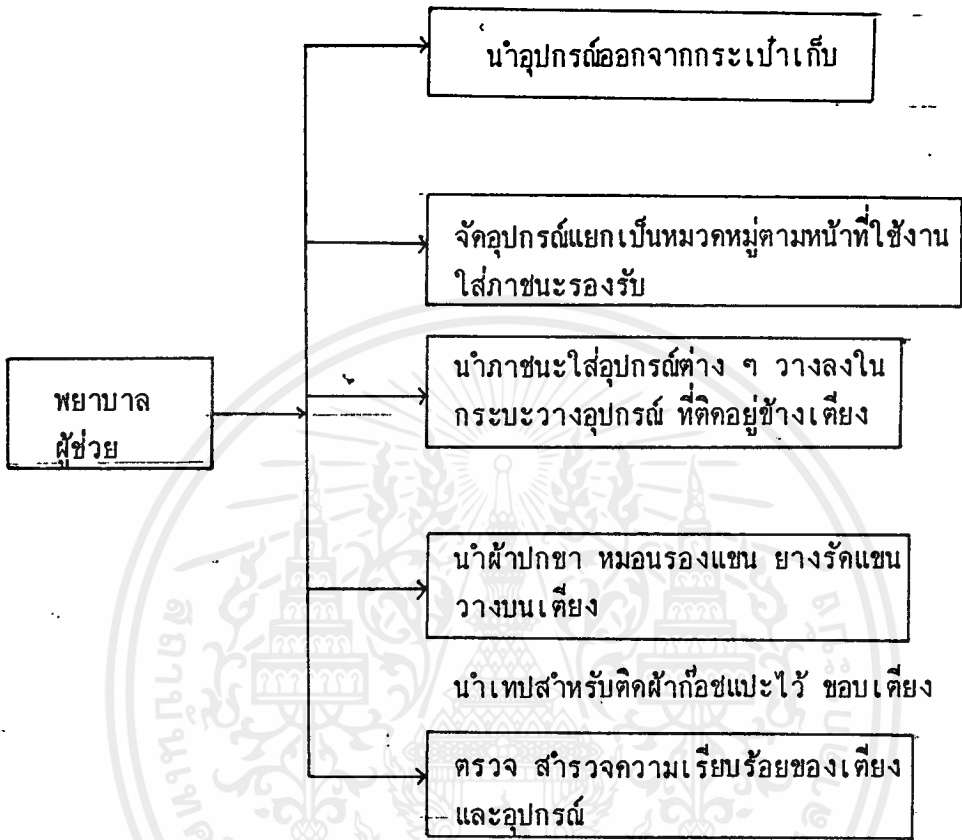 นำอุปกรณ์ออกจากกระเป๋าเก็บ
จัดอุปกรณ์แยกเป็นหมวดหมู่ตามหน้าที่ใช้งาน
ใส่ภาชนะรองรับ
นำภาชนะใส่อุปกรณ์ต่าง ๆ วางลงใน
กระบะวางอุปกรณ์ ที่ติดอยู่ข้างเตียง
พยาบาล
ผู้ช่วย
นำผ้าปกขา หมอนรองแขน ยางรัดแขน
วางบนเตียง
นำเทปสำหรับติดผ้าก๊อซแปะไว้ ขอบเตียง
ตรวจ สำรวจความเรียบร้อยของเตียง
และอุปกรณ์